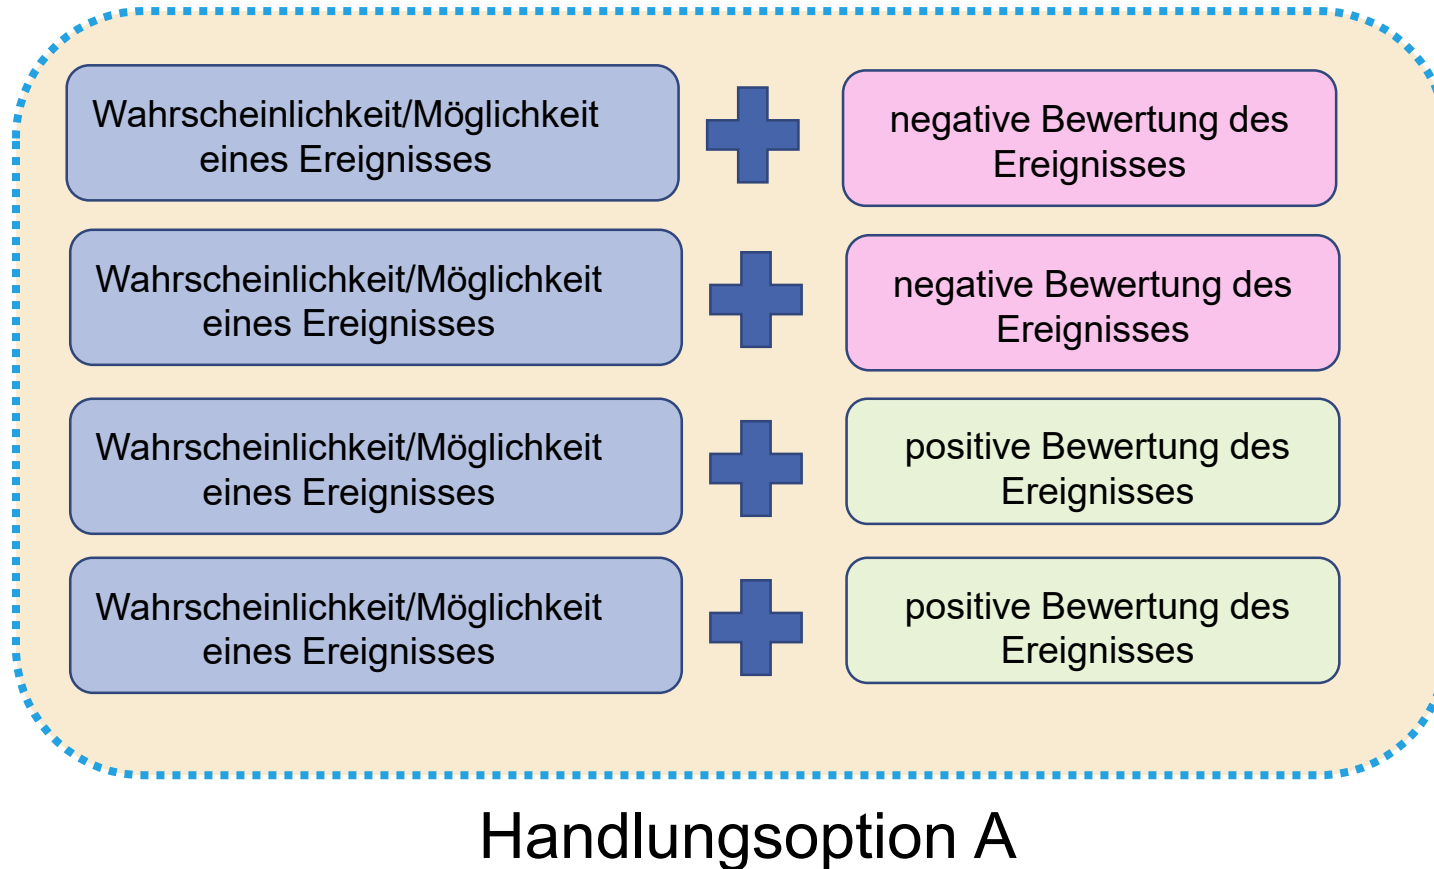 Wahrscheinlichkeit/Möglichkeit
eines Ereignisses
negative Bewertung des
Ereignisses
Wahrscheinlichkeit/Möglichkeit
eines Ereignisses
negative Bewertung des
Ereignisses
Wahrscheinlichkeit/Möglichkeit
eines Ereignisses
positive Bewertung des
Ereignisses
Wahrscheinlichkeit/Möglichkeit
eines Ereignisses
positive Bewertung des
Ereignisses
Handlungsoption A